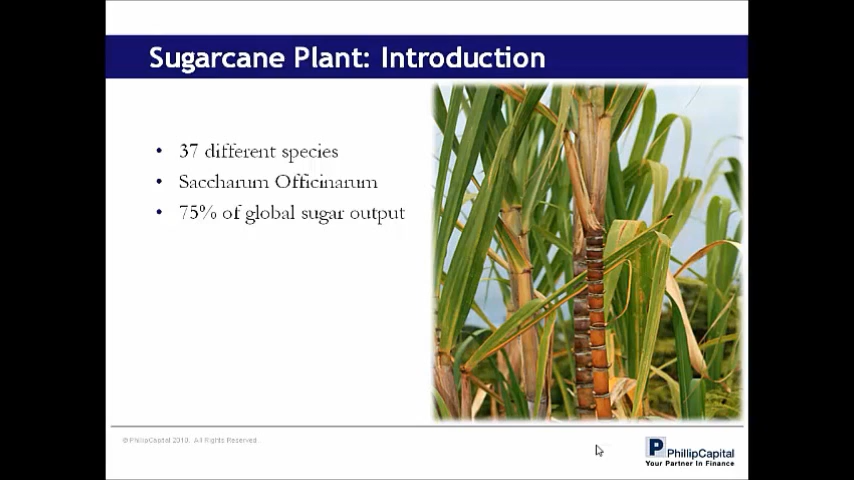 Sugarcane Plant: Introduction
• 37 different species
• Saccharum Officinarum
• 75% of global sugar output
© PhillipCapital 2010. All Rights Reserved.
P PhillipCapital
Your Partner In Finance